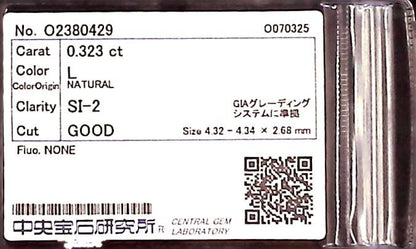 No. O2380429 O070325
Carat 0.323 ct
Color L
ColorOrigin NATURAL
Clarity SI-2 GIAグレーディング
システムに準拠
Cut GOOD Size 4.32 - 4.34 × 2.68 mm
Fluo. NONE
中央宝石研究所® CENTRAL GEM
LABORATORY